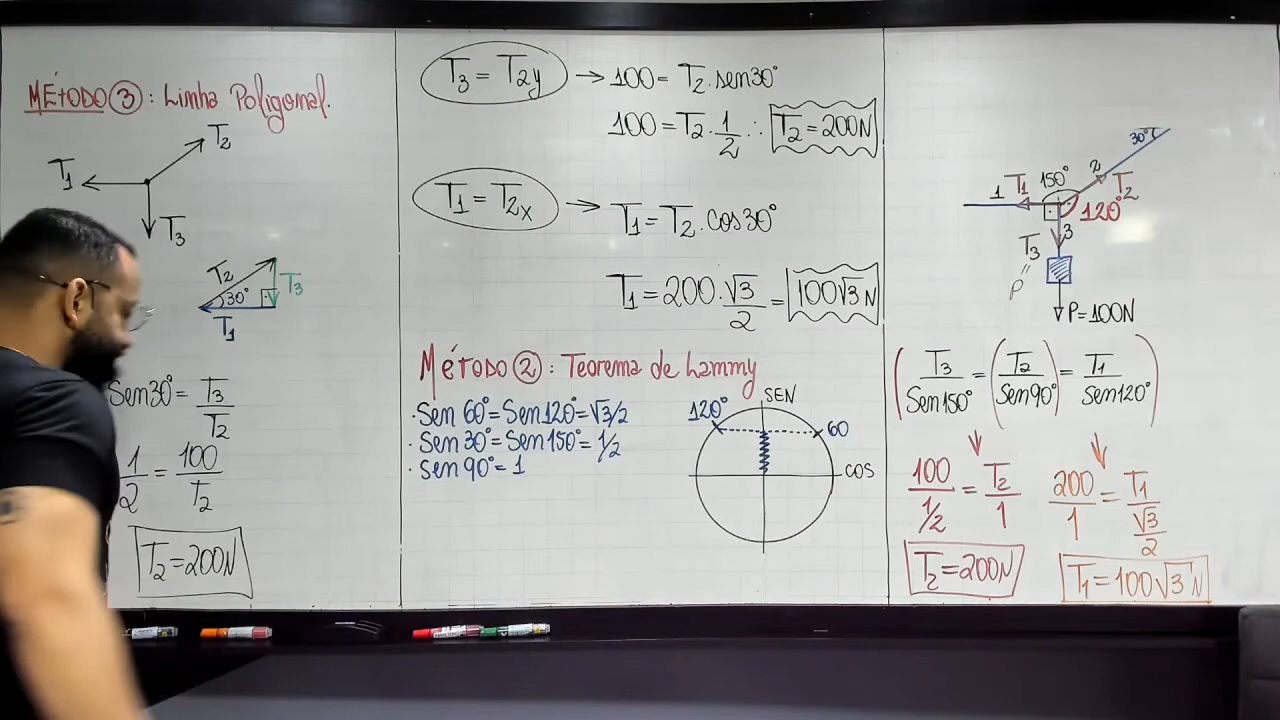 MÉTODO ③: Linha Poligonal.
T₂
T₁
T₃
T₂
30°
T₃
T₁
Sen30° = T₃/T₂
1/2 = 100/T₂
T₂ = 200N
T₃ = T₂y → 100 = T₂.sen30°
100 = T₂.1/2 ∴ T₂ = 200N
T₁ = T₂x → T₁ = T₂.cos30°
T₁ = 200.√3/2 = 100√3 N
MÉTODO ②: Teorema de Lammy
· Sen 60° = Sen 120° = √3/2
· Sen 30° = Sen 150° = 1/2
· Sen 90° = 1
SEN
120°
60
COS
30°
2
T₂
150°
1
T₁
120°
3
T₃
"
P
P = 100N
(T₃/Sen150° = (T₂/Sen90°) = T₁/Sen120°)
100/1/2 = T₂/1
200/1 = T₁/√3/2
T₂ = 200N
T₁ = 100√3 N